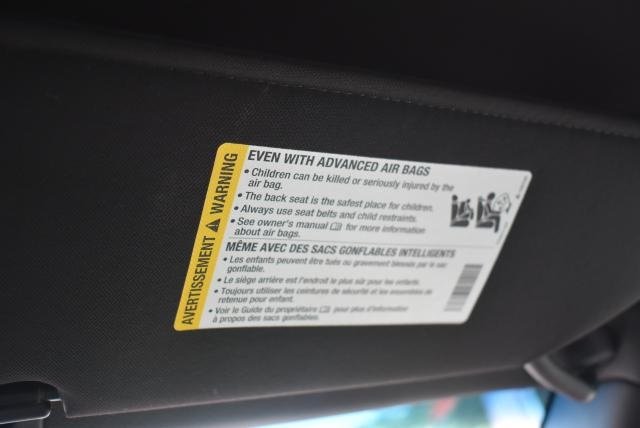 AVERTISSEMENT WARNING
EVEN WITH ADVANCED AIR BAGS
• Children can be killed or seriously injured by the
air bag.
• The back seat is the safest place for children.
• Always use seat belts and child restraints.
• See owner's manual for more information
about air bags.
MÊME AVEC DES SACS GONFLABLES INTELLIGENTS
• Les enfants peuvent être tués ou gravement blessés par le sac
gonflable.
• Le siège arrière est l'endroit le plus sûr pour les enfants.
• Toujours utiliser les ceintures de sécurité et les ensembles de
retenue pour enfant.
• Voir le Guide du propriétaire pour plus d'information
à propos des sacs gonflables.